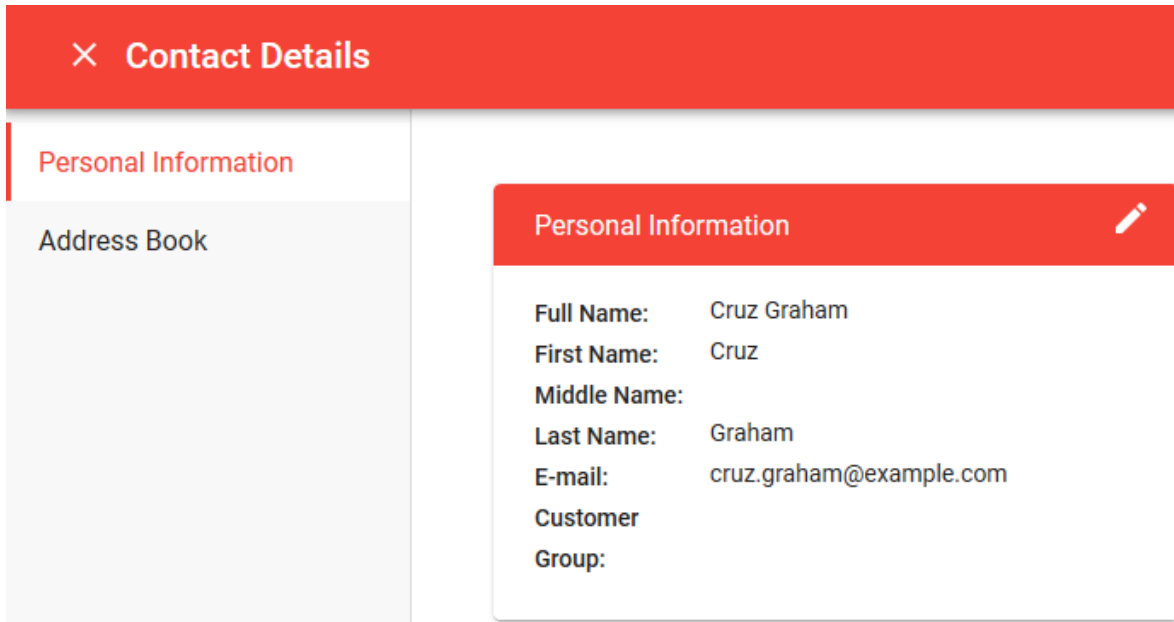 Contact Details
Personal Information
Address Book
Personal Information
Full Name: Cruz Graham
First Name: Cruz
Middle Name:
Last Name: Graham
E-mail: cruz.graham@example.com
Customer
Group: